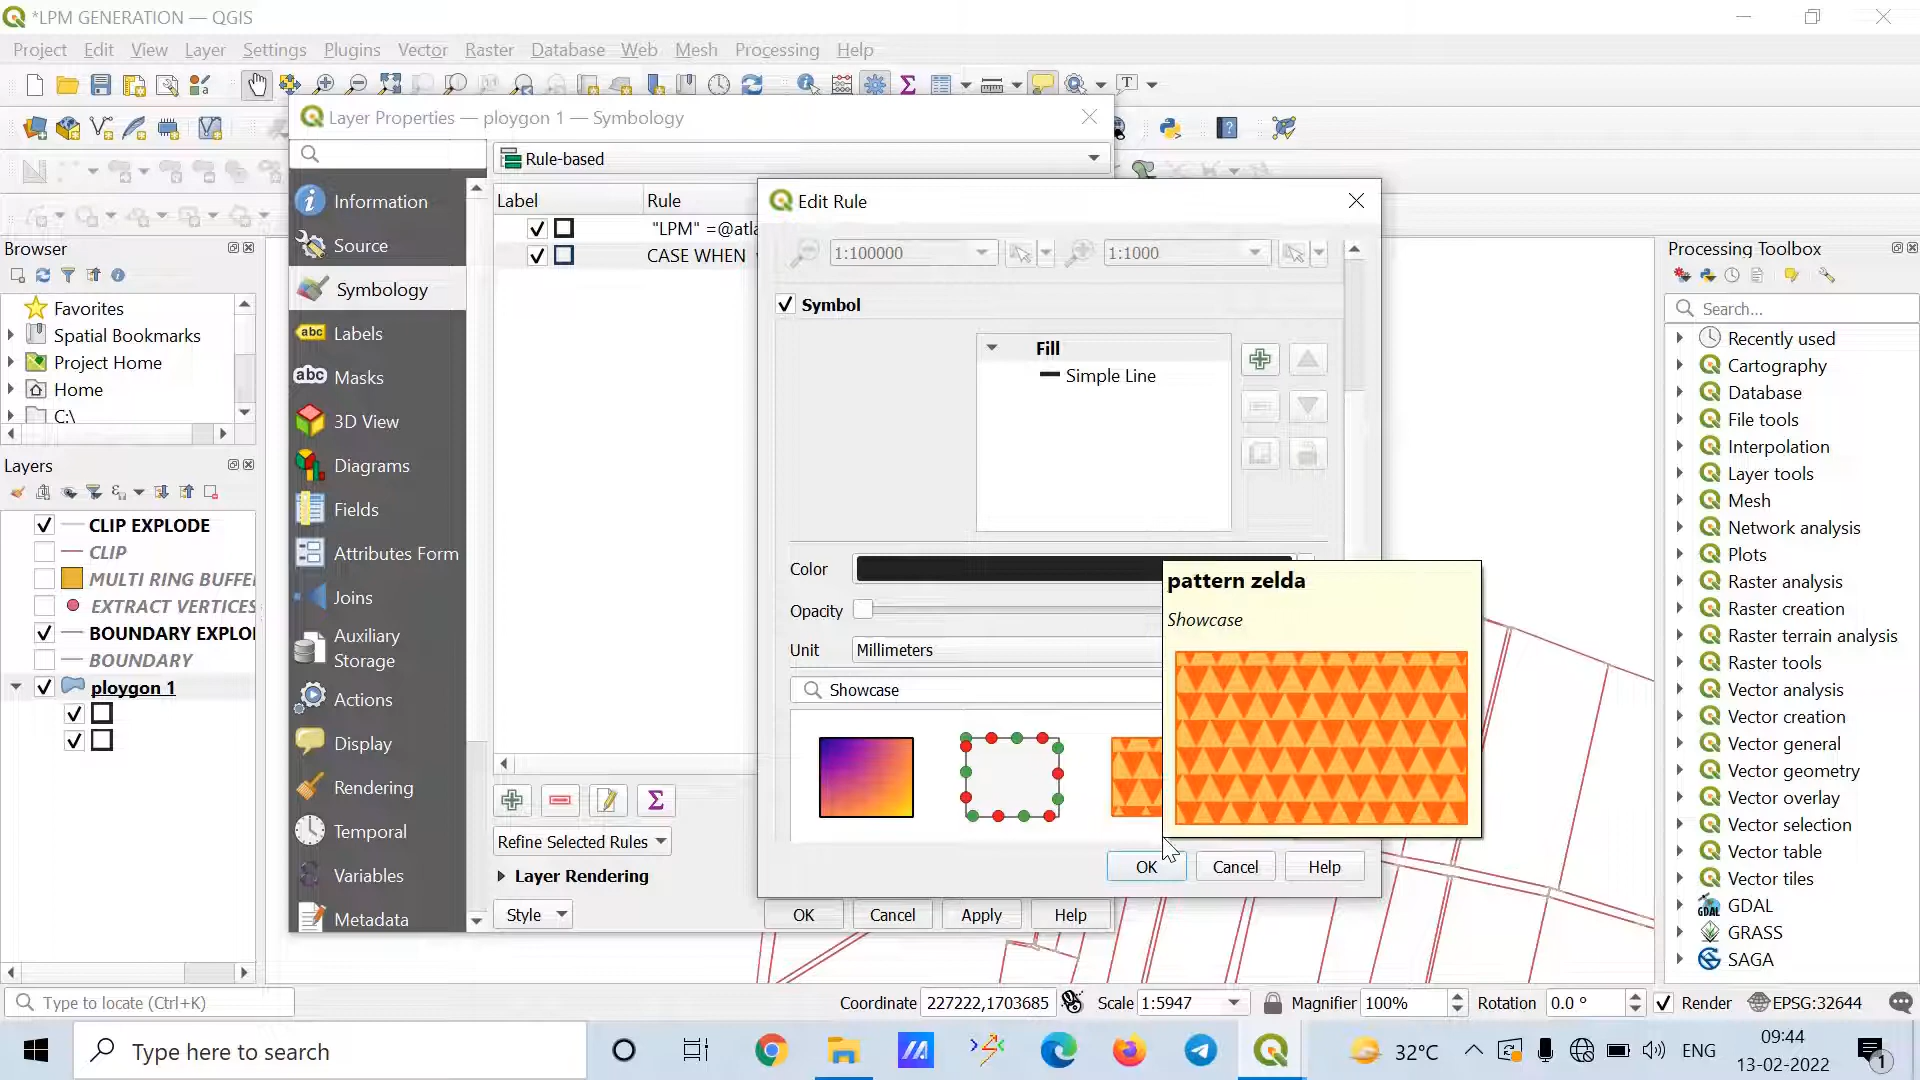 *LPM GENERATION — QGIS
Project Edit View Layer Settings Plugins Vector Raster Database Web Mesh Processing Help
Layer Properties — ploygon 1 — Symbology
Rule-based
Label Rule
"LPM" =@atla
CASE WHEN
Information
Source
Symbology
Labels
Masks
3D View
Diagrams
Fields
Attributes Form
Joins
Auxiliary
Storage
Actions
Display
Rendering
Temporal
Variables
Metadata
Refine Selected Rules
Layer Rendering
Style
OK Cancel Apply Help
Edit Rule
1:100000 1:1000
Symbol
Fill
Simple Line
Color
Opacity
Unit Millimeters
Showcase
OK Cancel Help
pattern zelda
Showcase
Browser
Favorites
Spatial Bookmarks
Project Home
Home
C:\
Layers
CLIP EXPLODE
CLIP
MULTI RING BUFFE
EXTRACT VERTICES
BOUNDARY EXPLO
BOUNDARY
ploygon 1
Processing Toolbox
Search...
Recently used
Cartography
Database
File tools
Interpolation
Layer tools
Mesh
Network analysis
Plots
Raster analysis
Raster creation
Raster terrain analysis
Raster tools
Vector analysis
Vector creation
Vector general
Vector geometry
Vector overlay
Vector selection
Vector table
Vector tiles
GDAL
GRASS
SAGA
Type to locate (Ctrl+K)
Coordinate 227222,1703685 Scale 1:5947 Magnifier 100% Rotation 0.0 ° Render EPSG:32644
Type here to search
32°C ENG
09:44
13-02-2022
1